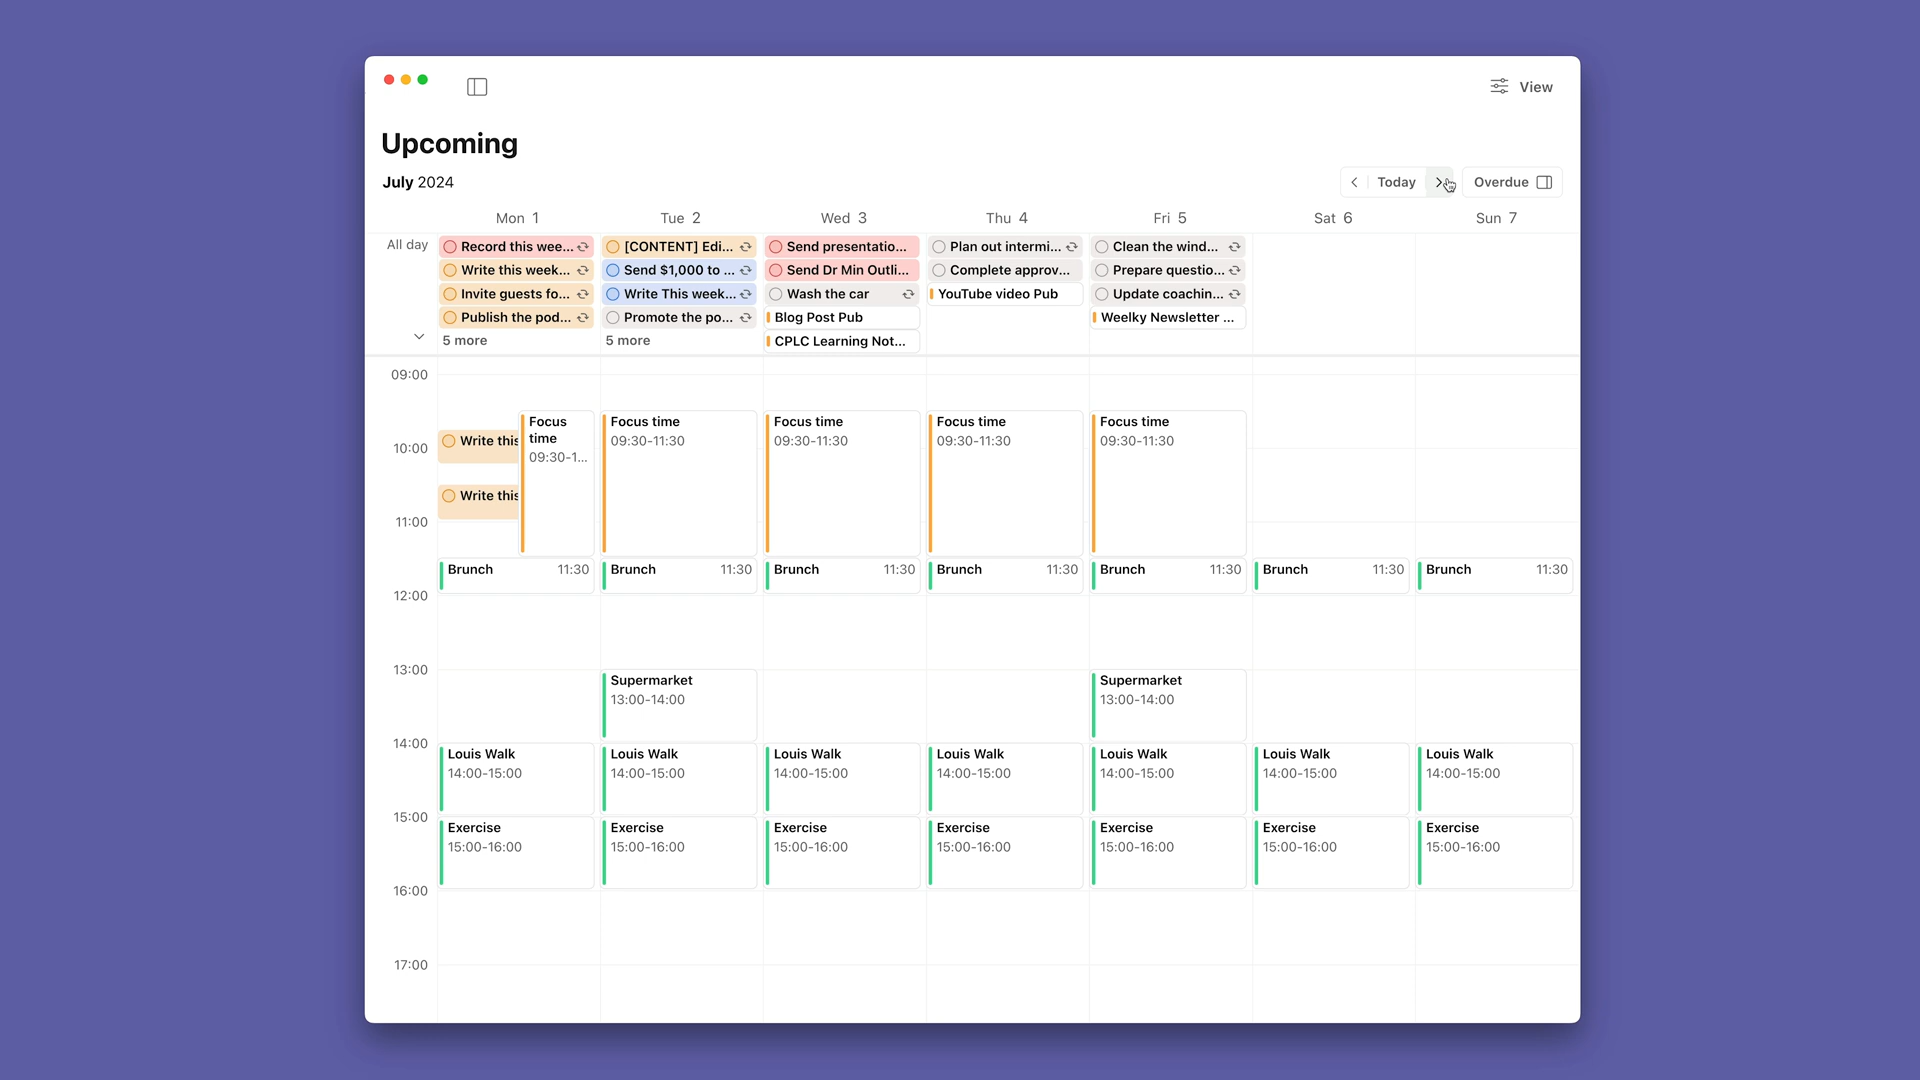 View
Upcoming
July 2024
Today
Overdue
Mon 1
Tue 2
Wed 3
Thu 4
Fri 5
Sat 6
Sun 7
All day
Record this wee...
[CONTENT] Edi...
Send presentatio...
Plan out intermi...
Clean the wind...
Write this week...
Send $1,000 to ...
Send Dr Min Outli...
Complete approv...
Prepare questio...
Invite guests fo...
Write This week...
Wash the car
YouTube video Pub
Update coachin...
Publish the pod...
Promote the po...
Blog Post Pub
Weelky Newsletter ...
5 more
5 more
CPLC Learning Not...
09:00
Focus time
09:30-1...
Focus time
09:30-11:30
Focus time
09:30-11:30
Focus time
09:30-11:30
Focus time
09:30-11:30
Write this
10:00
Write this
11:00
Brunch 11:30
Brunch 11:30
Brunch 11:30
Brunch 11:30
Brunch 11:30
Brunch 11:30
Brunch 11:30
12:00
13:00
Supermarket
13:00-14:00
Supermarket
13:00-14:00
14:00
Louis Walk
14:00-15:00
Louis Walk
14:00-15:00
Louis Walk
14:00-15:00
Louis Walk
14:00-15:00
Louis Walk
14:00-15:00
Louis Walk
14:00-15:00
Louis Walk
14:00-15:00
15:00
Exercise
15:00-16:00
Exercise
15:00-16:00
Exercise
15:00-16:00
Exercise
15:00-16:00
Exercise
15:00-16:00
Exercise
15:00-16:00
Exercise
15:00-16:00
16:00
17:00